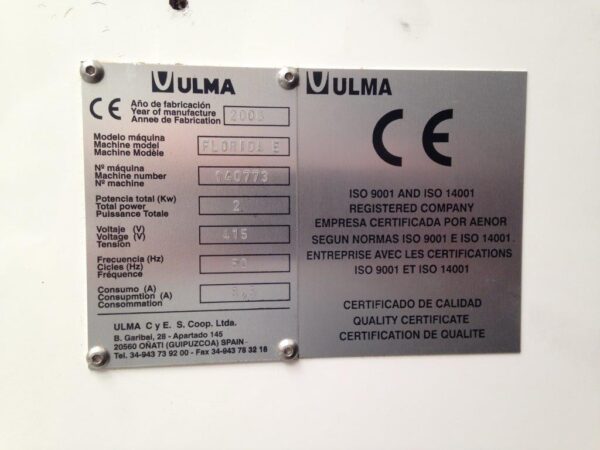 ULMA
CE
Año de fabricación
Year of manufacture
Annee de Fabrication
Modelo máquina
Machine model
Machine Modèle
FLORIDA E
Nº máquina
Machine number
Nº machine
140773
Potencia total (Kw)
Total power
Puissance Totale
2
Voltaje (V)
Voltage (V)
Tension
415
Frecuencia (Hz)
Cicles (Hz)
Fréquence
50
Consumo (A)
Consupmtion (A)
Consommation
ULMA C y E. S. Coop. Ltda.
B. Garibai, 28 - Apartado 145
20560 OÑATI (GUIPUZCOA) SPAIN
Tel. 34-943 73 92 00 - Fax 34-943 78 32 18
ULMA
CE
ISO 9001 AND ISO 14001
REGISTERED COMPANY
EMPRESA CERTIFICADA POR AENOR
SEGUN NORMAS ISO 9001 E ISO 14001
ENTREPRISE AVEC LES CERTIFICATIONS
ISO 9001 ET ISO 14001
CERTIFICADO DE CALIDAD
QUALITY CERTIFICATE
CERTIFICATION DE QUALITE